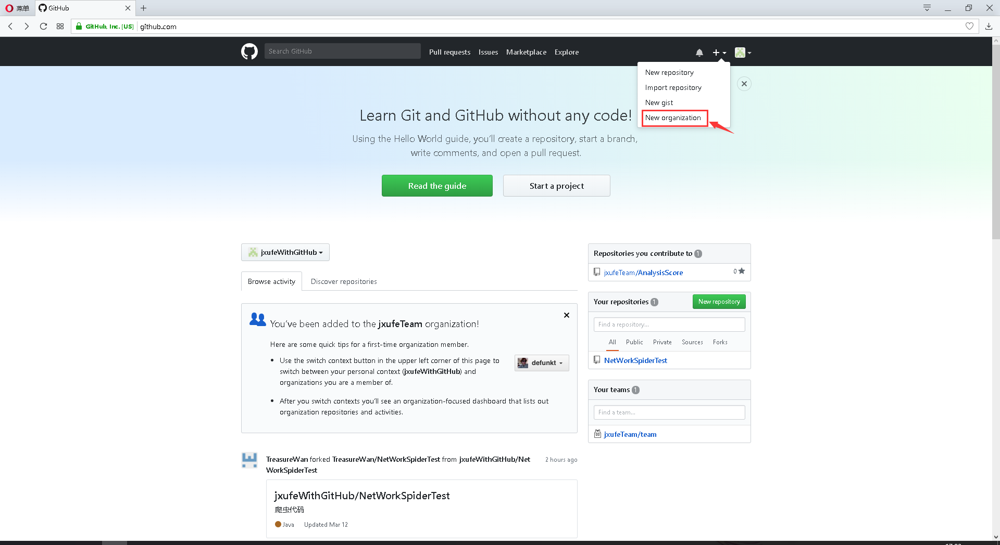 菜单
GitHub
GitHub, Inc. [US]
github.com
Search GitHub
Pull requests
Issues
Marketplace
Explore
New repository
Import repository
New gist
New organization
Learn Git and GitHub without any code!
Using the Hello World guide, you'll create a repository, start a branch,
write comments, and open a pull request.
Read the guide
Start a project
jxufeWithGitHub
Browse activity
Discover repositories
You've been added to the jxufeTeam organization!
Here are some quick tips for a first-time organization member.
• Use the switch context button in the upper left corner of this page to
switch between your personal context (jxufeWithGitHub) and
organizations you are a member of.
defunkt
• After you switch contexts you'll see an organization-focused dashboard that lists out
organization repositories and activities.
TreasureWan forked TreasureWan/NetWorkSpiderTest from jxufeWithGitHub/Net
WorkSpiderTest
2 hours ago
jxufeWithGitHub/NetWorkSpiderTest
爬虫代码
Java
Updated Mar 12
Repositories you contribute to 1
jxufeTeam/AnalysisScore
0
Your repositories 1
New repository
Find a repository...
All
Public
Private
Sources
Forks
NetWorkSpiderTest
Your teams 1
Find a team...
jxufeTeam/team